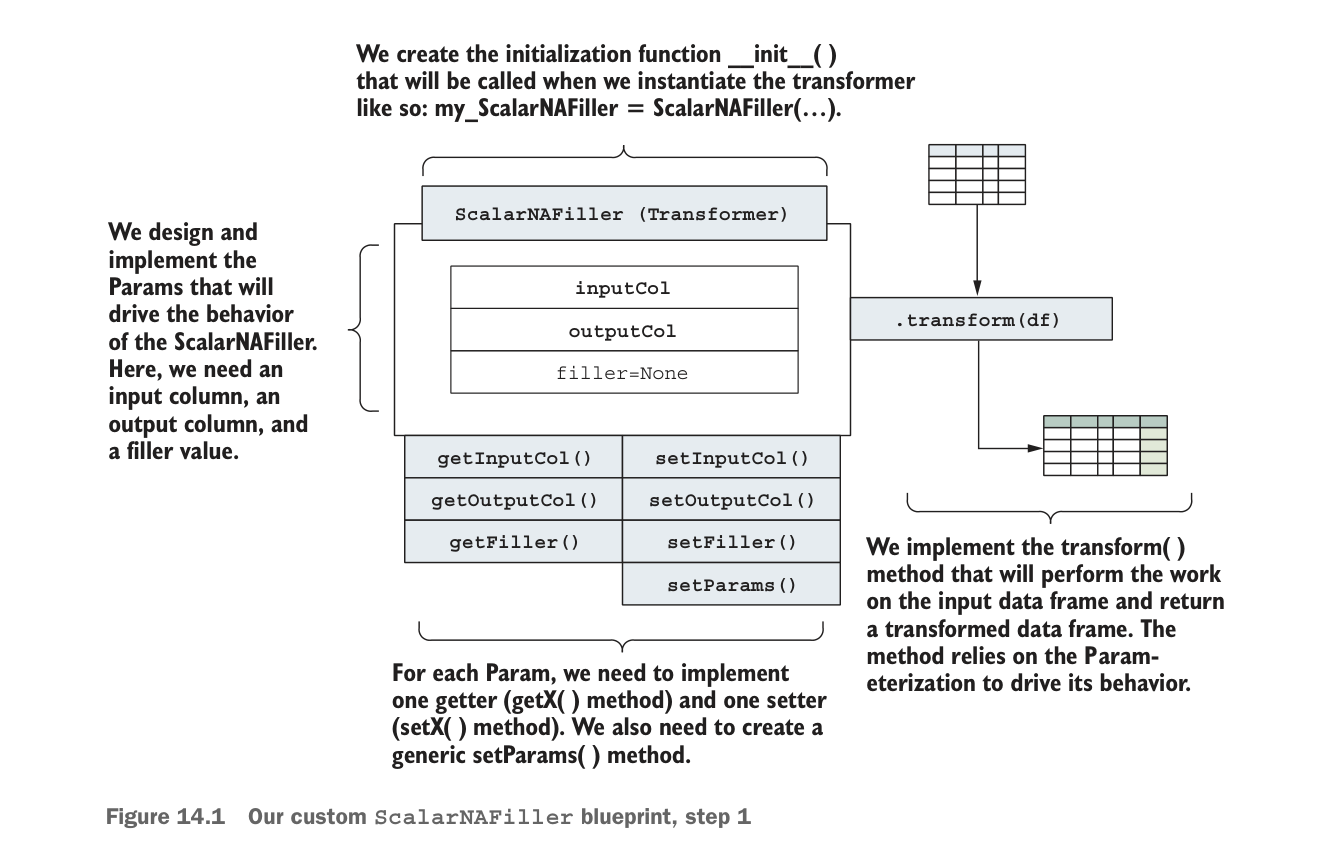 We create the initialization function __init__( )
that will be called when we instantiate the transformer
like so: my_ScalarNAFiller = ScalarNAFiller(…).
We design and
implement the
Params that will
drive the behavior
of the ScalarNAFiller.
Here, we need an
input column, an
output column, and
a filler value.
ScalarNAFiller (Transformer)
inputCol
outputCol
filler=None
.transform(df)
getInputCol()
setInputCol()
getOutputCol()
setOutputCol()
getFiller()
setFiller()
setParams()
We implement the transform( )
method that will perform the work
on the input data frame and return
a transformed data frame. The
method relies on the Param-
eterization to drive its behavior.
For each Param, we need to implement
one getter (getX( ) method) and one setter
(setX( ) method). We also need to create a
generic setParams( ) method.
Figure 14.1 Our custom ScalarNAFiller blueprint, step 1